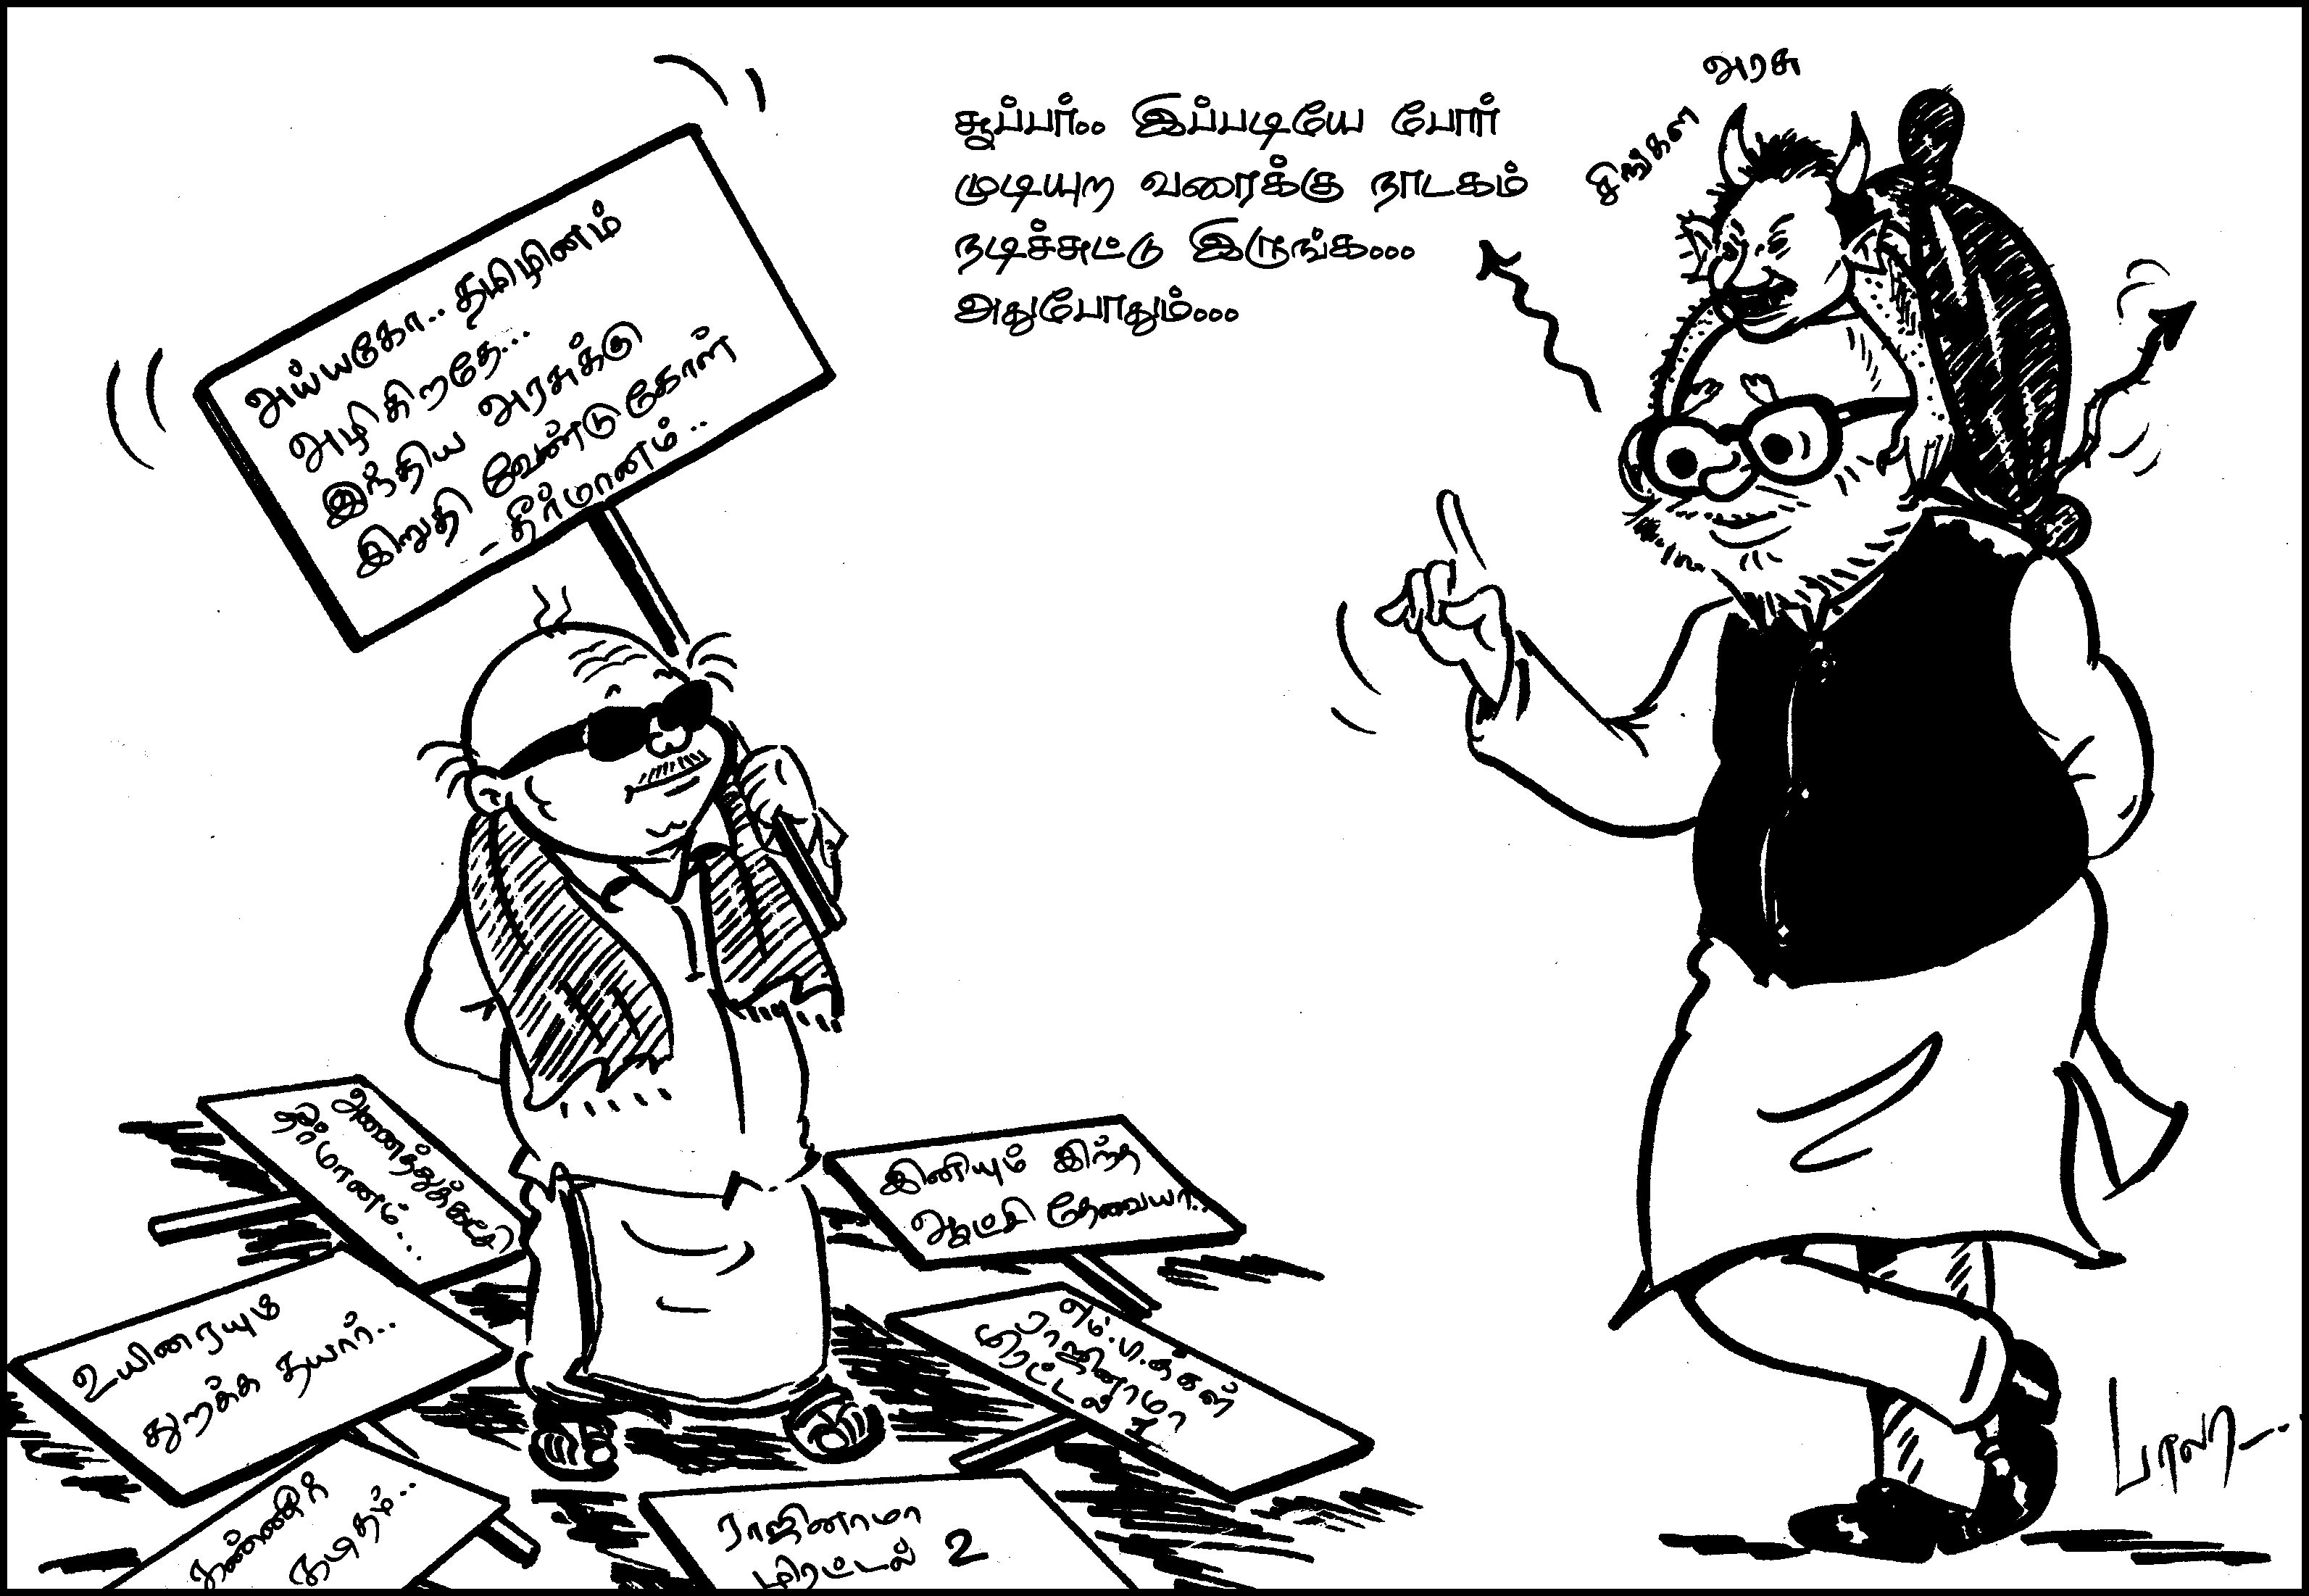 அய்யகோ.. தமிழினம்
அழிகிறதே...
இந்திய அரசுக்கு
இறுதி வேண்டுகோள்
- தீர்மானம்..
சூப்பர்.. இப்படியே போர்
முடியுற வரைக்கு நாடகம்
நடிச்சுட்டு இருங்க...
அதுபோதும்...
சிங்கள அரசு
அனைத்துக்கட்சி
தீர்மானம்...
இனியும் இந்த
ஆட்சி தேவையா..
உயிரையும்
துறக்க தயார்..
எம்.பி.க்கள்
ராஜினாமா
மிரட்டல்
1
கண்ணீர்
கடிதம்..
ராஜினாமா
மிரட்டல் 2
பாலா